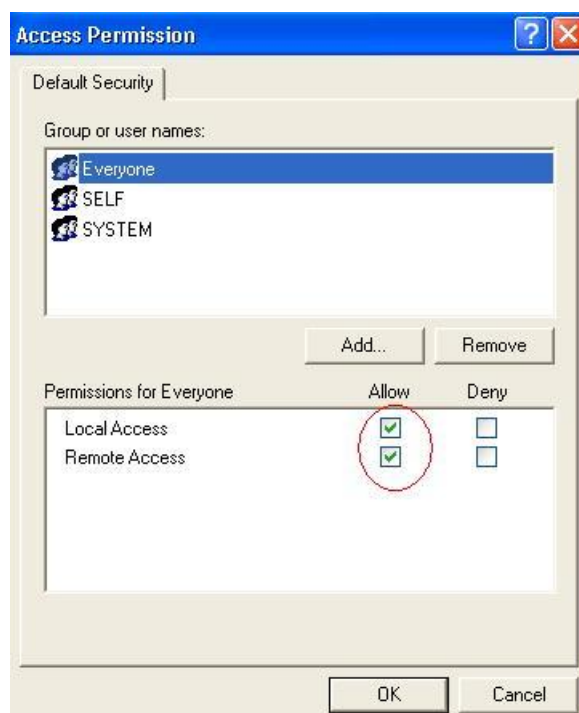 Access Permission
Default Security
Group or user names:
Everyone
SELF
SYSTEM
Add... Remove
Permissions for Everyone Allow Deny
Local Access
Remote Access
OK Cancel